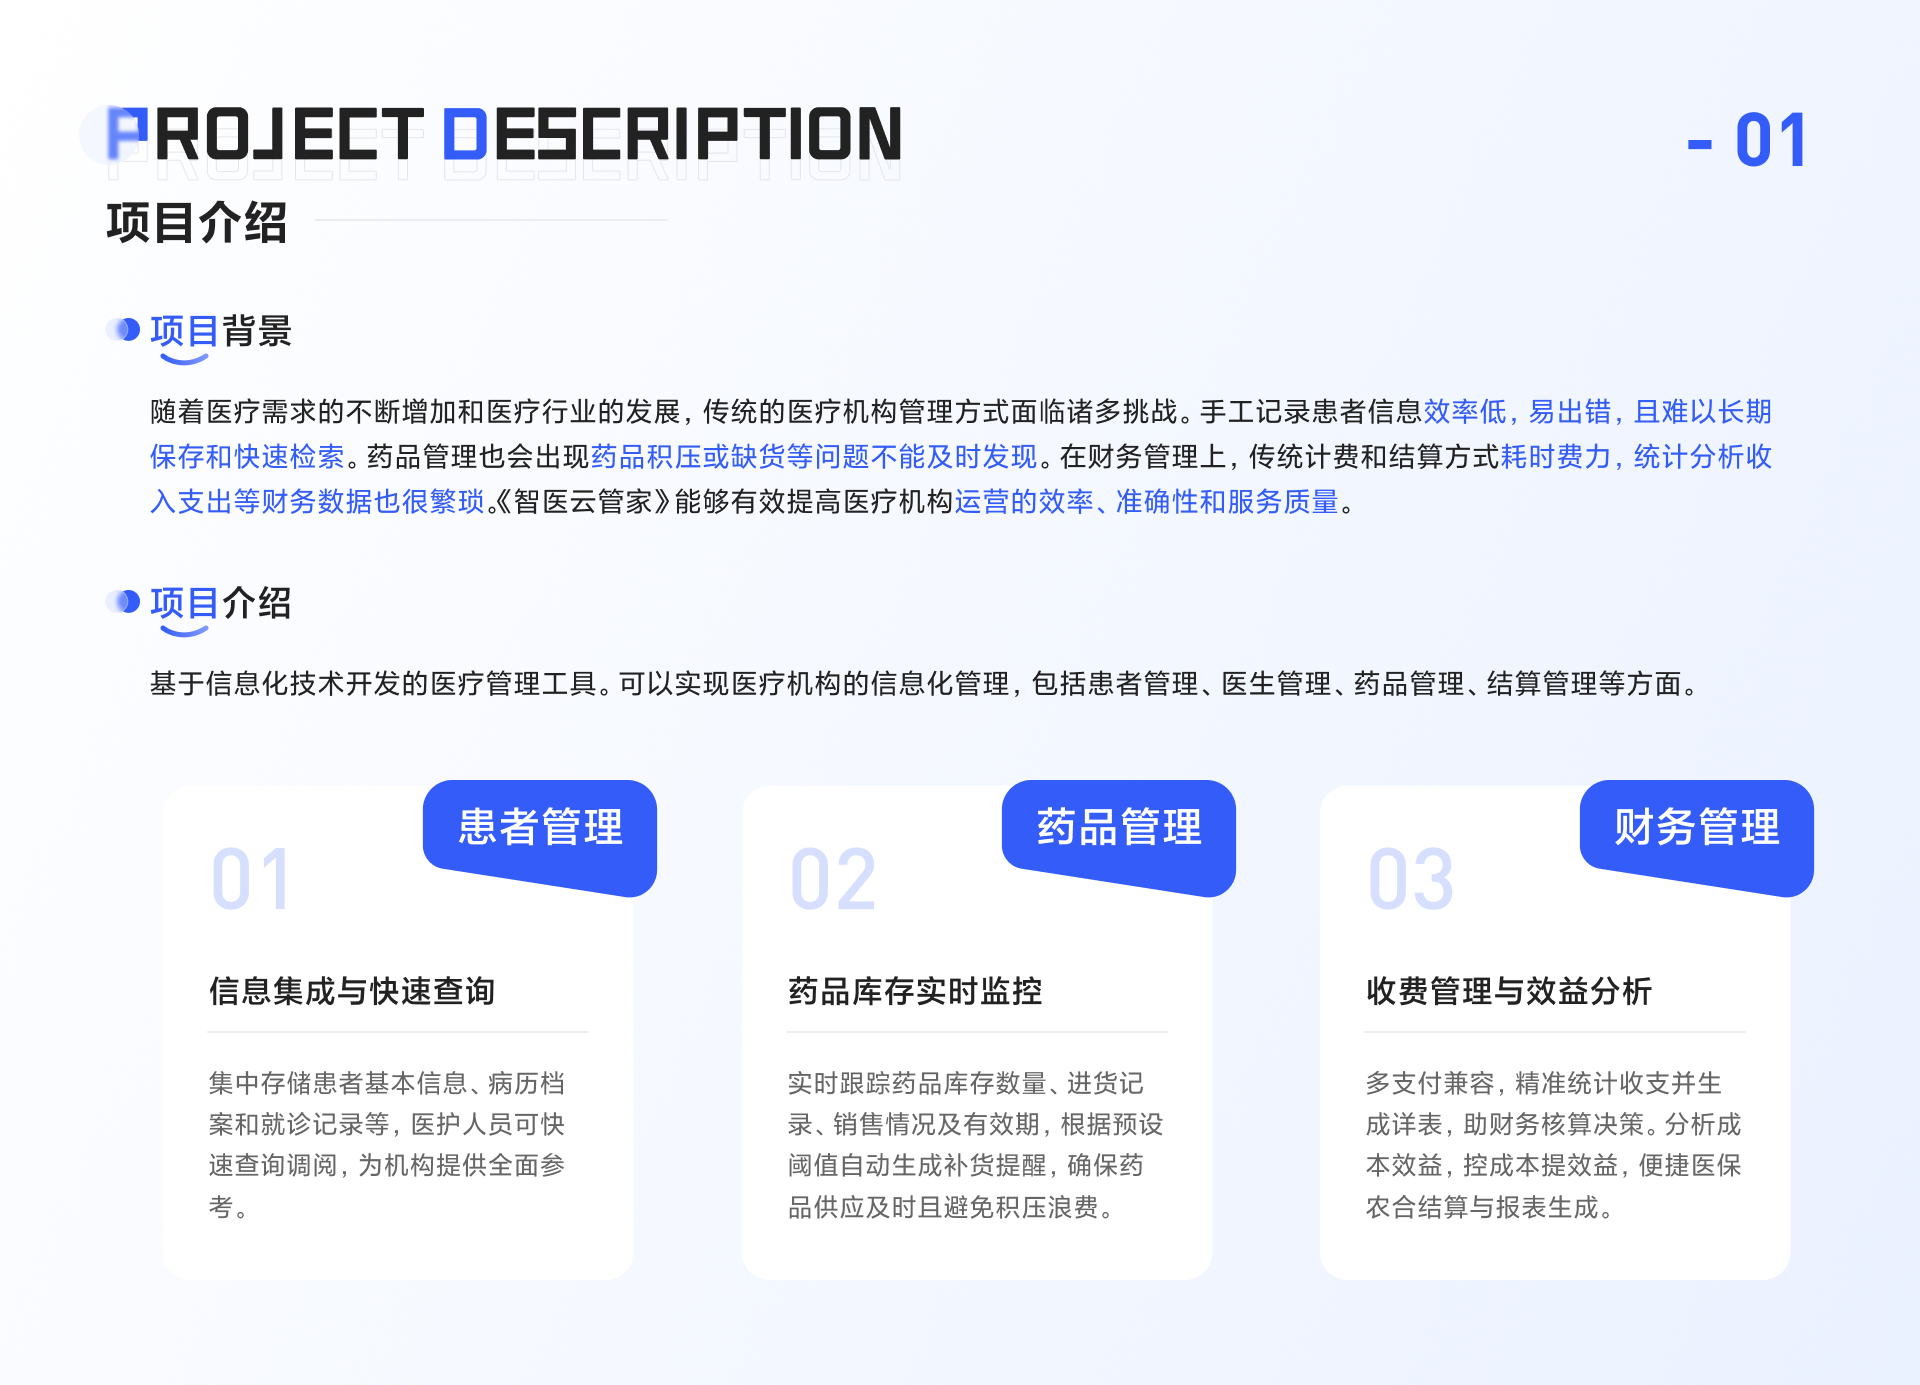 PROJECT DESCRIPTION
- 01
项目介绍
项目背景
随着医疗需求的不断增加和医疗行业的发展，传统的医疗机构管理方式面临诸多挑战。手工记录患者信息效率低，易出错，且难以长期
保存和快速检索。药品管理也会出现药品积压或缺货等问题不能及时发现。在财务管理上，传统计费和结算方式耗时费力，统计分析收
入支出等财务数据也很繁琐。《智医云管家》能够有效提高医疗机构运营的效率、准确性和服务质量。
项目介绍
基于信息化技术开发的医疗管理工具。可以实现医疗机构的信息化管理，包括患者管理、医生管理、药品管理、结算管理等方面。
患者管理
01
信息集成与快速查询
集中存储患者基本信息、病历档
案和就诊记录等，医护人员可快
速查询调阅，为机构提供全面参
考。
药品管理
02
药品库存实时监控
实时跟踪药品库存数量、进货记
录、销售情况及有效期，根据预设
阈值自动生成补货提醒，确保药
品供应及时且避免积压浪费。
财务管理
03
收费管理与效益分析
多支付兼容，精准统计收支并生
成详表，助财务核算决策。分析成
本效益，控成本提效益，便捷医保
农合结算与报表生成。